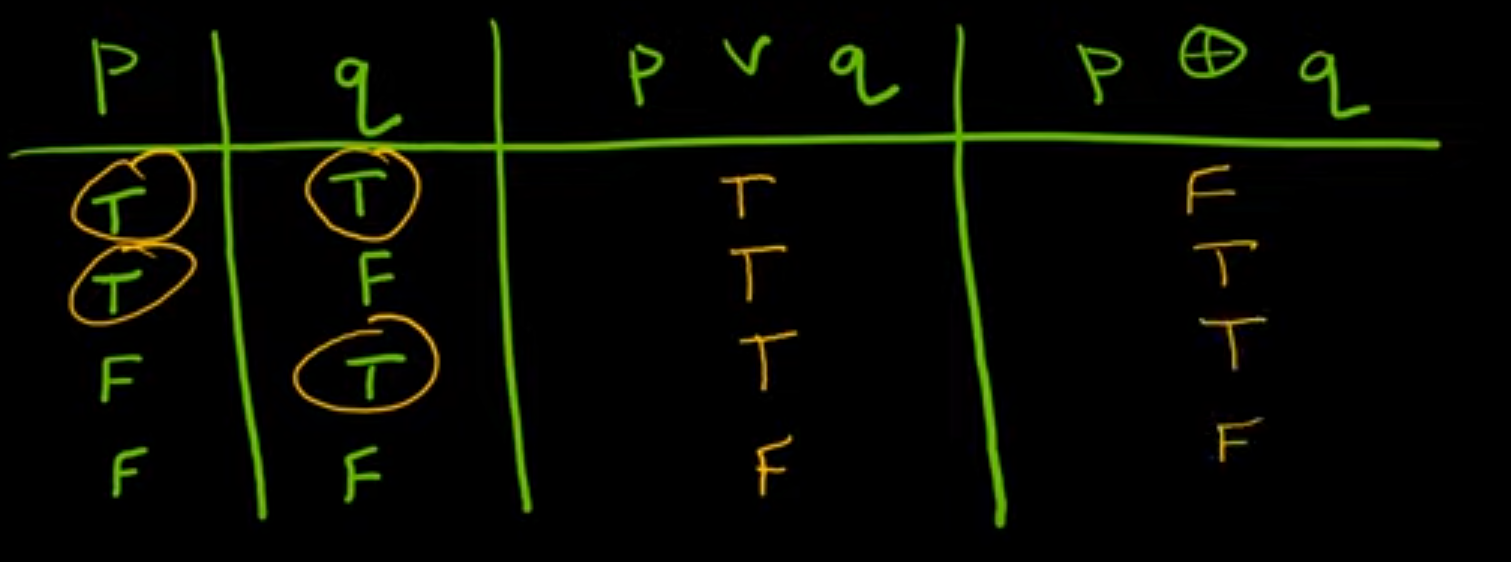 p q p ∨ q p ⊕ q
T T T F
T F T T
F T T T
F F F F